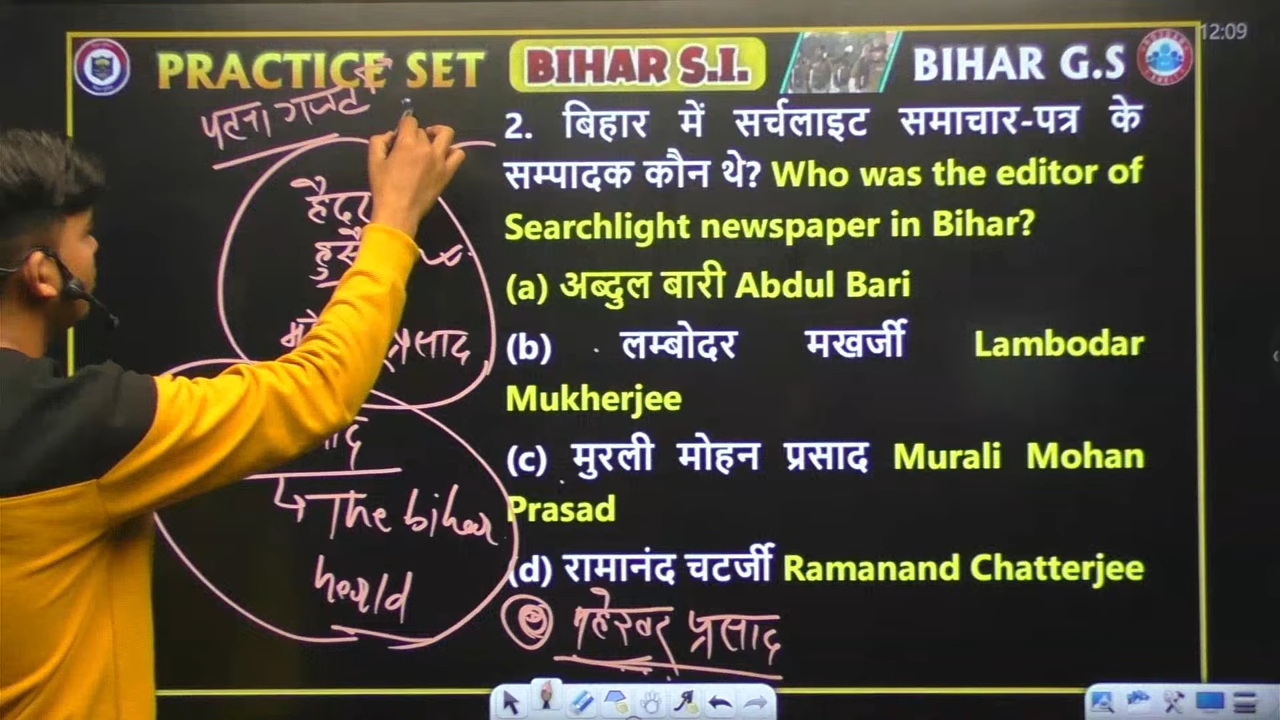 12:09
PRACTICE SET BIHAR S.I. BIHAR G.S
पटना गजट
2. बिहार में सर्चलाइट समाचार-पत्र के
सम्पादक कौन थे? Who was the editor of
Searchlight newspaper in Bihar?
(a) अब्दुल बारी Abdul Bari
(b) लम्बोदर मखर्जी Lambodar
Mukherjee
(c) मुरली मोहन प्रसाद Murali Mohan
Prasad
(d) रामानंद चटर्जी Ramanand Chatterjee
प्रसाद
The bihar
herald
महेश्वर प्रसाद